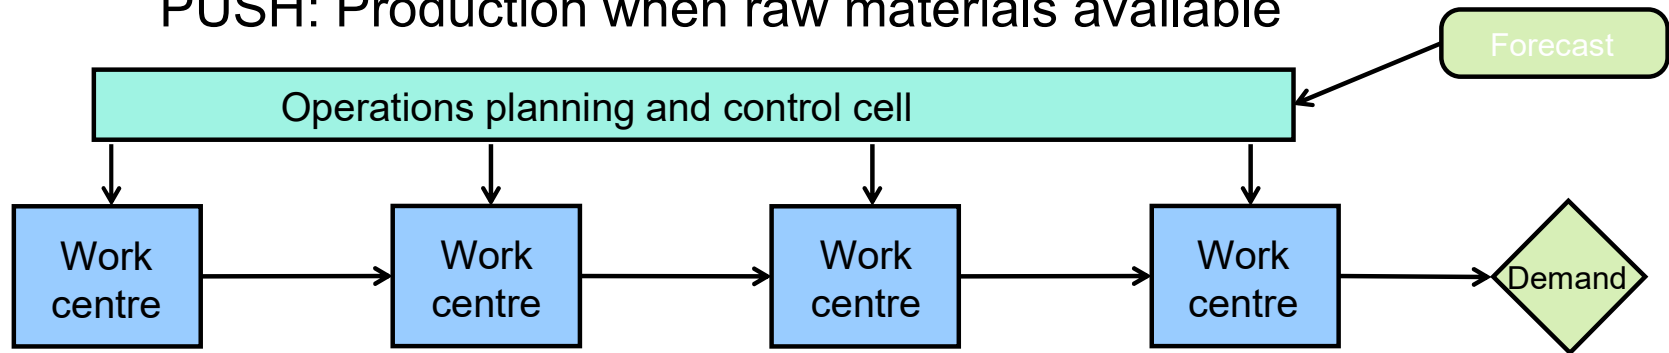 PUSH: Production when raw materials available
Forecast
Operations planning and control cell
Work
centre
Work
centre
Work
centre
Work
centre
Demand